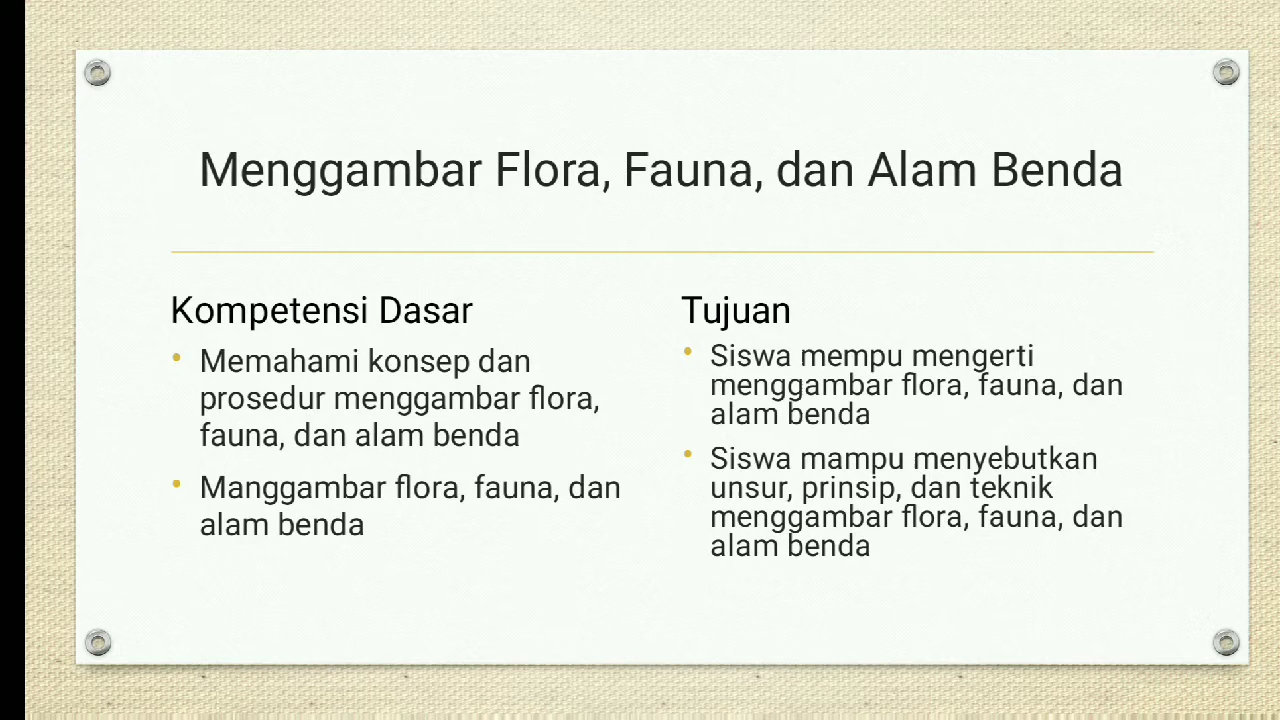 Menggambar Flora, Fauna, dan Alam Benda
Kompetensi Dasar
• Memahami konsep dan
prosedur menggambar flora,
fauna, dan alam benda
• Manggambar flora, fauna, dan
alam benda
Tujuan
• Siswa mempu mengerti
menggambar flora, fauna, dan
alam benda
• Siswa mampu menyebutkan
unsur, prinsip, dan teknik
menggambar flora, fauna, dan
alam benda